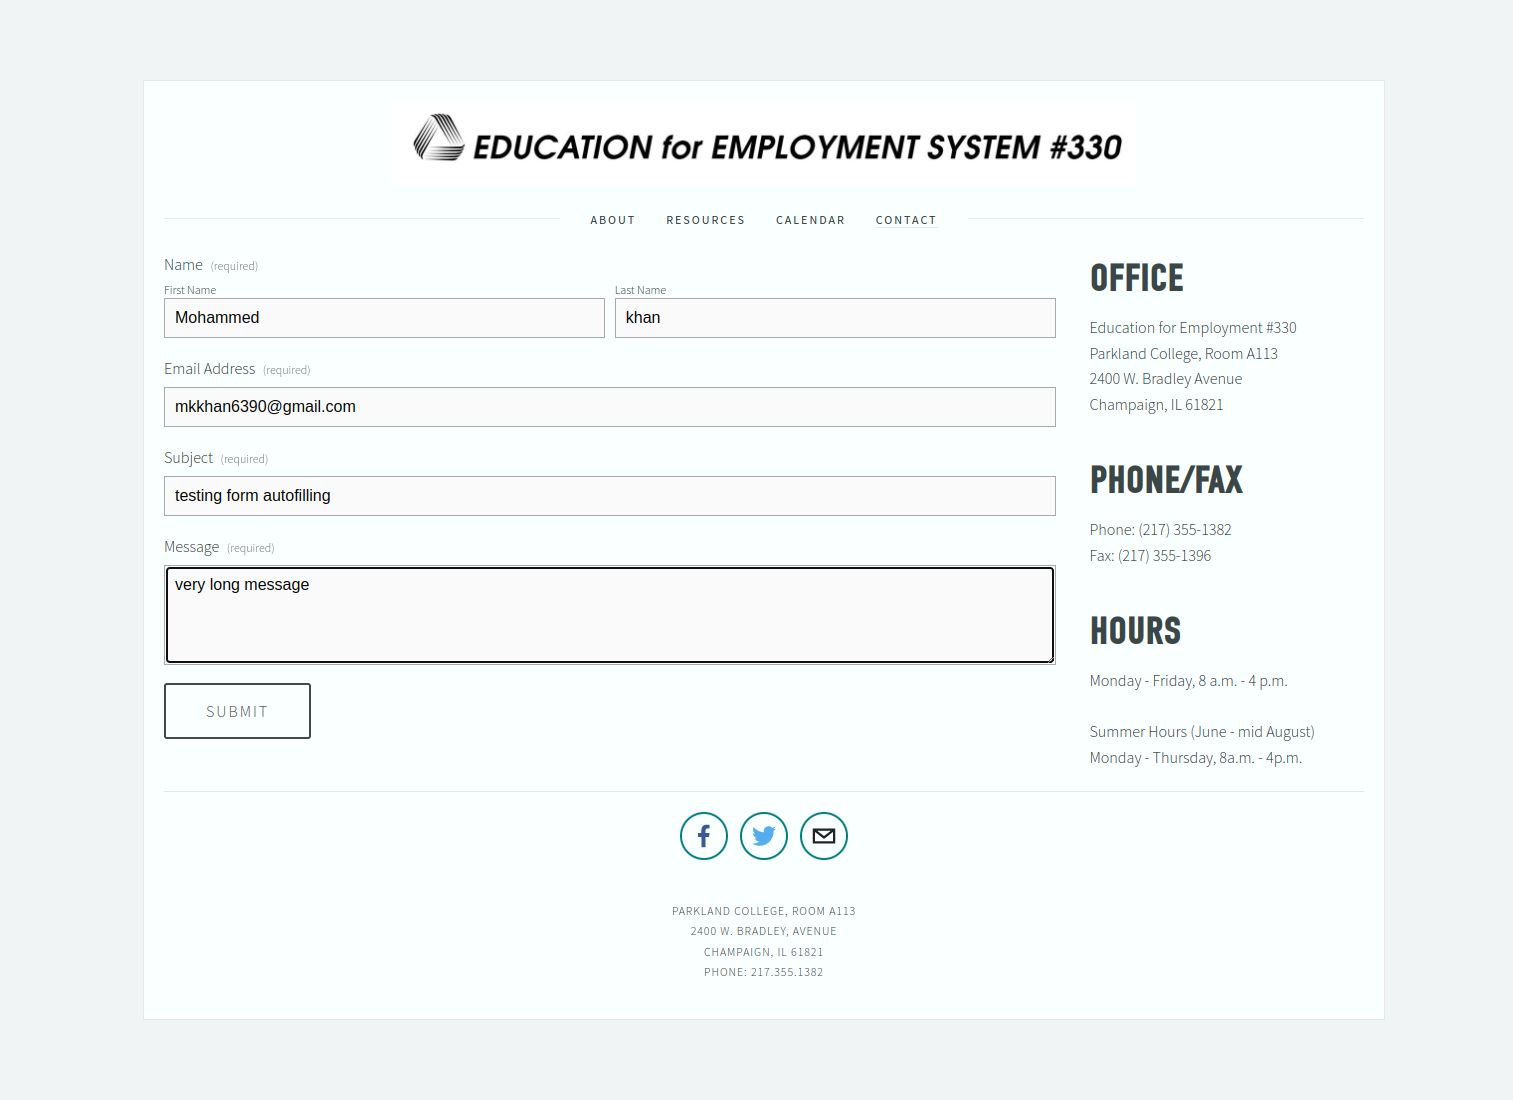 EDUCATION for EMPLOYMENT SYSTEM #330
ABOUT RESOURCES CALENDAR CONTACT
Name (required)
First Name Last Name
Mohammed khan
Email Address (required)
mkkhan6390@gmail.com
Subject (required)
testing form autofilling
Message (required)
very long message
SUBMIT
OFFICE
Education for Employment #330
Parkland College, Room A113
2400 W. Bradley Avenue
Champaign, IL 61821
PHONE/FAX
Phone: (217) 355-1382
Fax: (217) 355-1396
HOURS
Monday - Friday, 8 a.m. - 4 p.m.
Summer Hours (June - mid August)
Monday - Thursday, 8a.m. - 4p.m.
PARKLAND COLLEGE, ROOM A113
2400 W. BRADLEY, AVENUE
CHAMPAIGN, IL 61821
PHONE: 217.355.1382